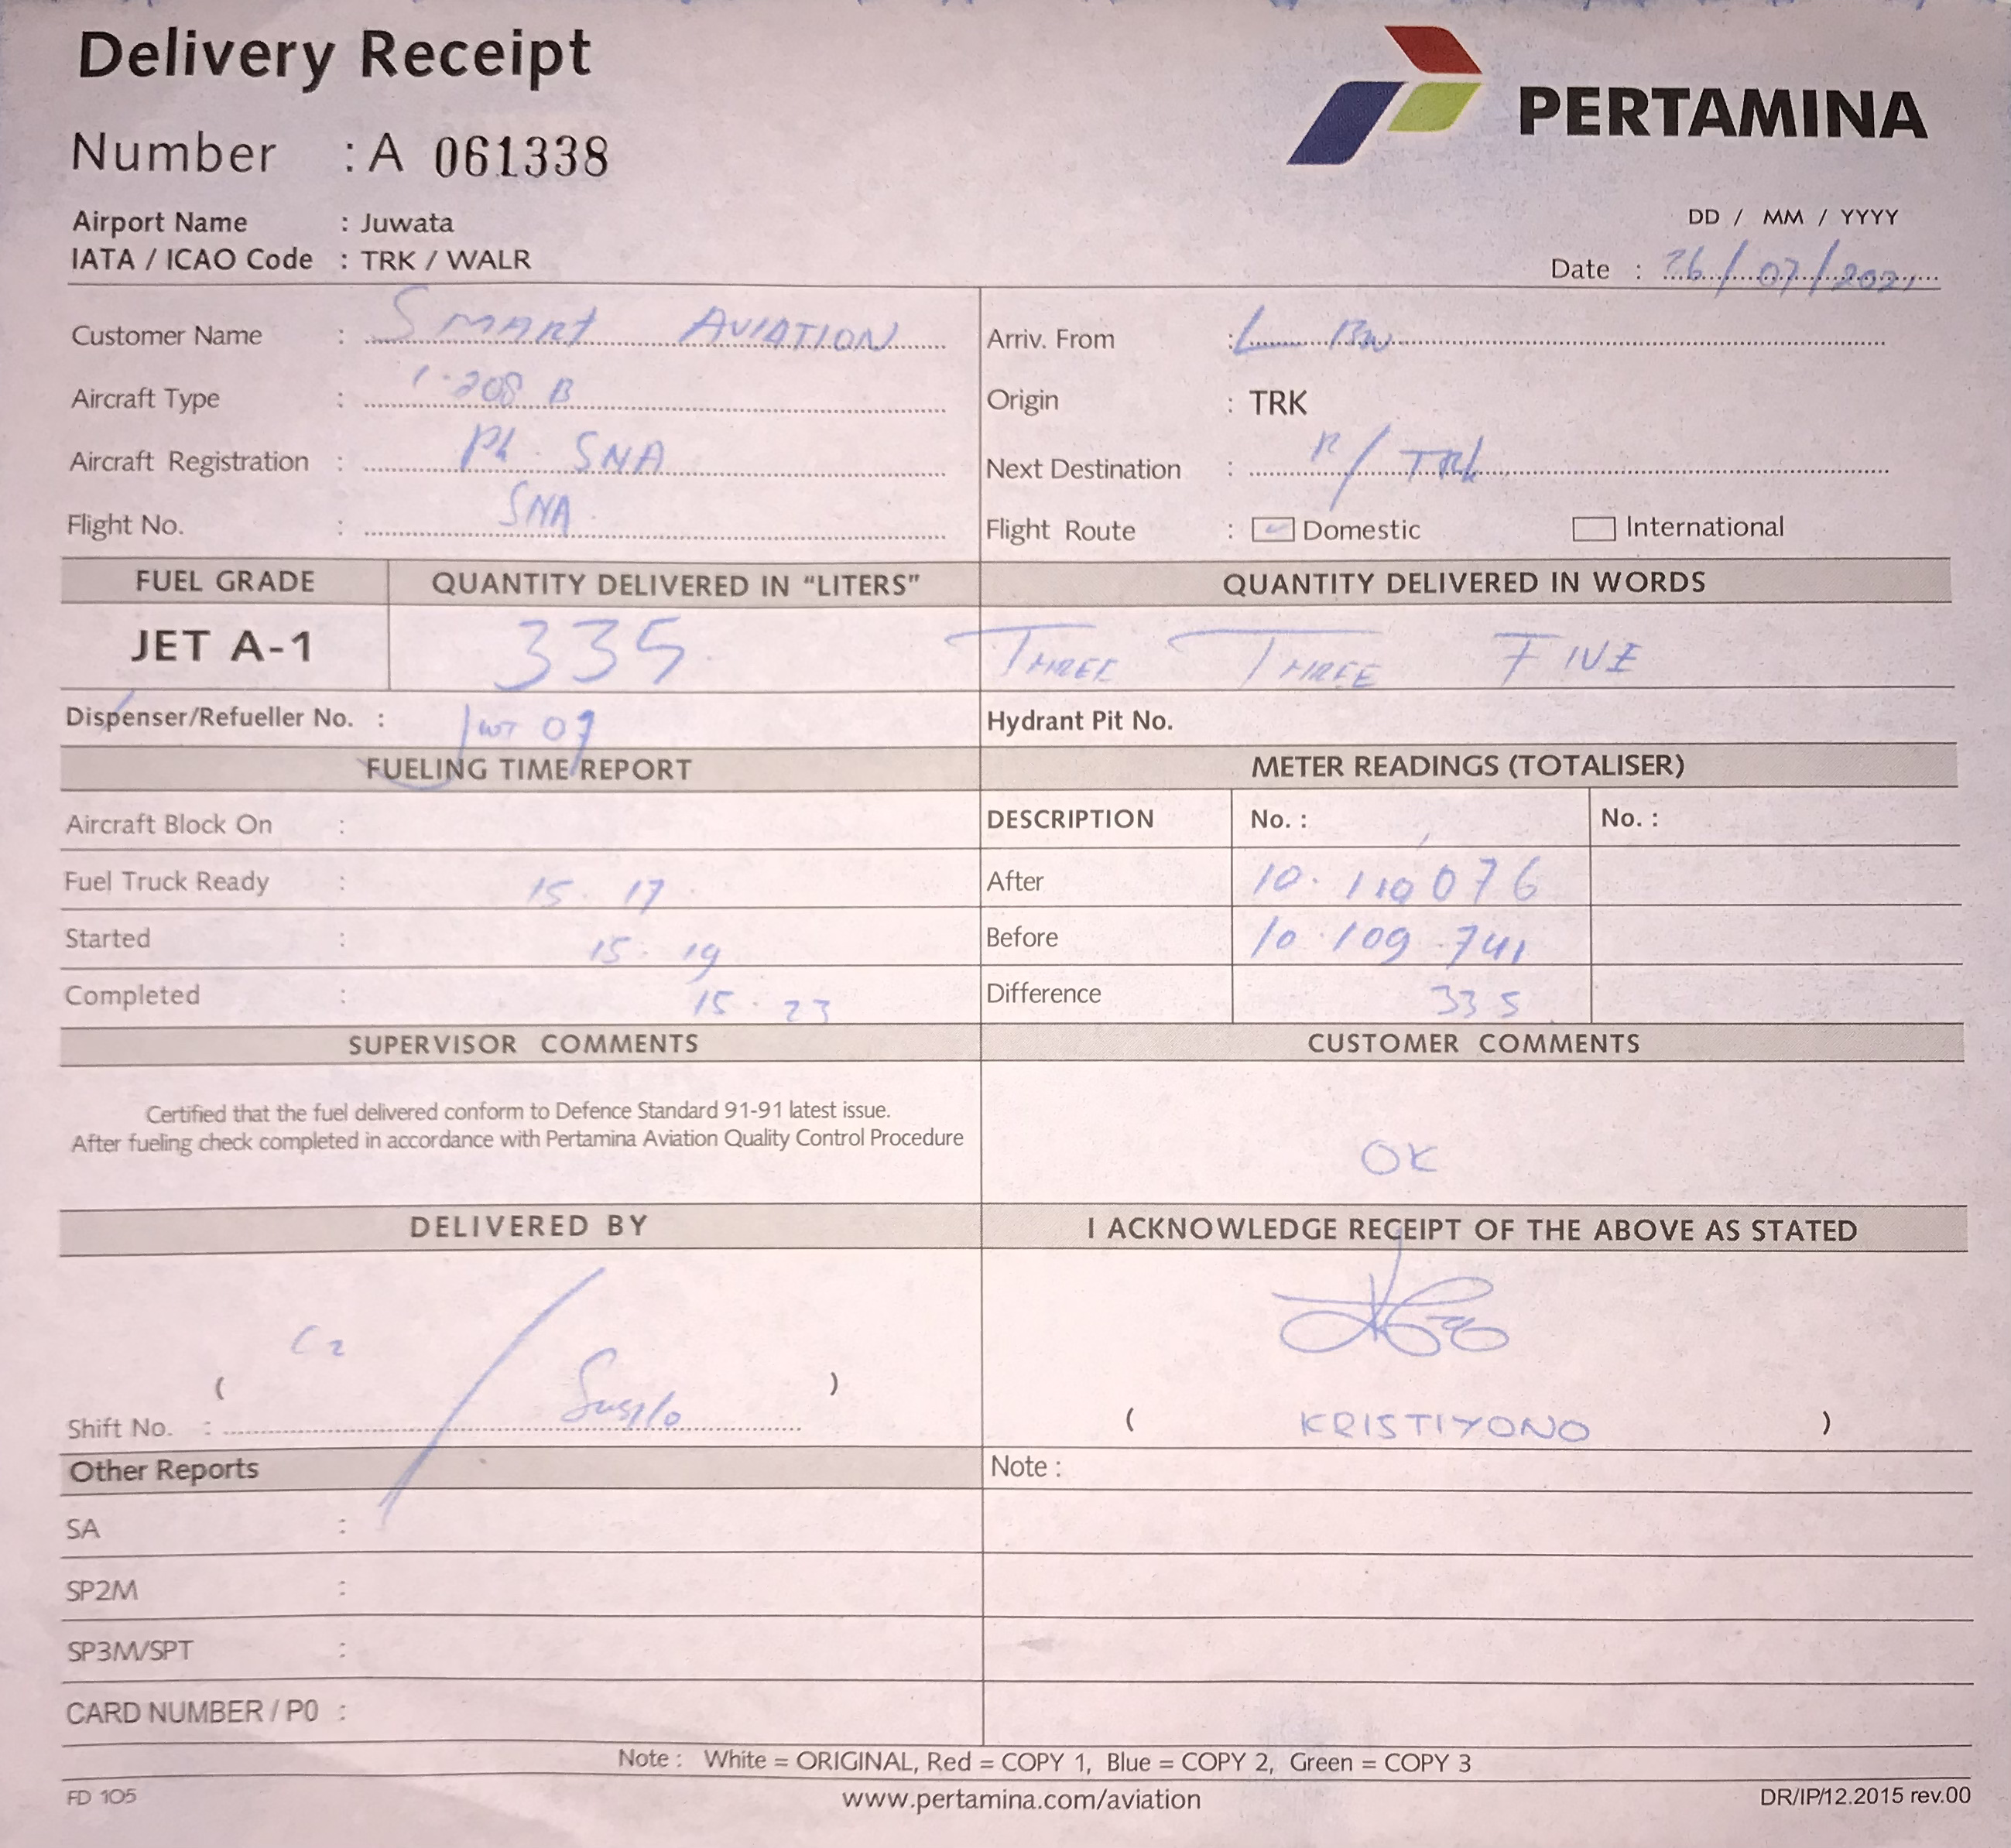 Delivery Receipt
PERTAMINA
Number : A 061338
Airport Name : Juwata
IATA / ICAO Code : TRK / WALR
DD / MM / YYYY
Date : 26/07/2021
Customer Name : SMART AVIATION
Arriv. From : L BW
Aircraft Type : C-208 B
Origin : TRK
Aircraft Registration : PK SNA
Next Destination : R/TRK
Flight No. : SNA
Flight Route : Domestic International
FUEL GRADE QUANTITY DELIVERED IN “LITERS” QUANTITY DELIVERED IN WORDS
JET A-1 335 THREE THREE FIVE
Dispenser/Refueller No. : 09
Hydrant Pit No.
FUELING TIME REPORT METER READINGS (TOTALISER)
Aircraft Block On : DESCRIPTION No. : No. :
Fuel Truck Ready : 15.17 After 10.110 076
Started : 15.19 Before 10.109.741
Completed : 15.23 Difference 335
SUPERVISOR COMMENTS CUSTOMER COMMENTS
Certified that the fuel delivered conform to Defence Standard 91-91 latest issue.
After fueling check completed in accordance with Pertamina Aviation Quality Control Procedure
OK
DELIVERED BY I ACKNOWLEDGE RECEIPT OF THE ABOVE AS STATED
C2
( )
Shift No. : Susilo
( KRISTIYONO )
Other Reports Note :
SA :
SP2M :
SP3M/SPT :
CARD NUMBER / P0 :
Note : White = ORIGINAL, Red = COPY 1, Blue = COPY 2, Green = COPY 3
FD 105 www.pertamina.com/aviation DR/IP/12.2015 rev.00